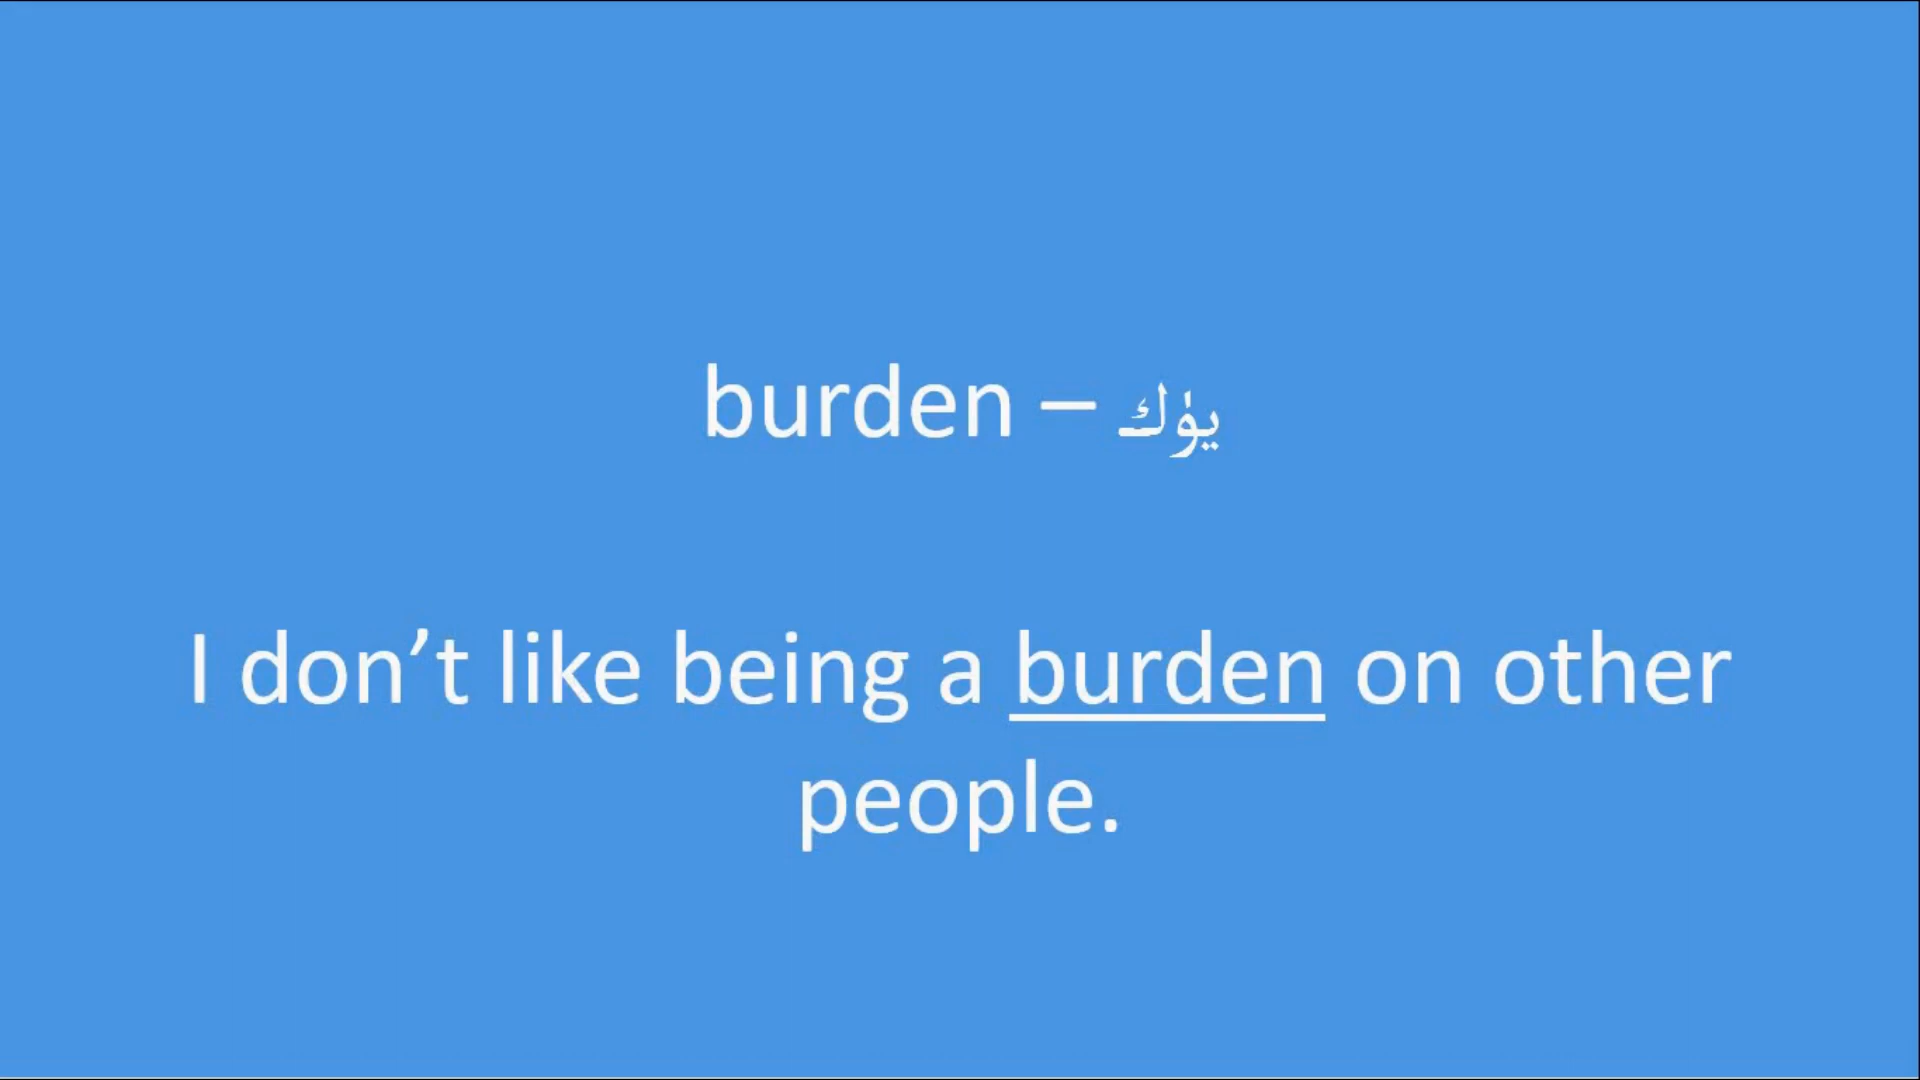 burden – يۈك
I don’t like being a burden on other
people.